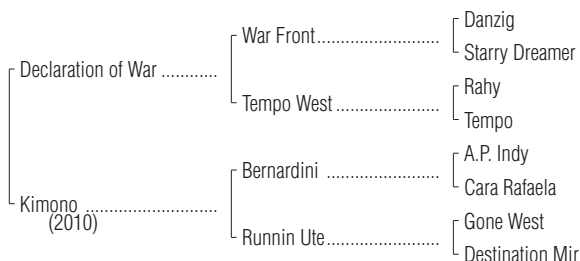 Danzig
War Front
Starry Dreamer
Declaration of War
Rahy
Tempo West
Tempo
A.P. Indy
Bernardini
Cara Rafaela
Kimono
(2010)
Gone West
Runnin Ute
Destination Mir